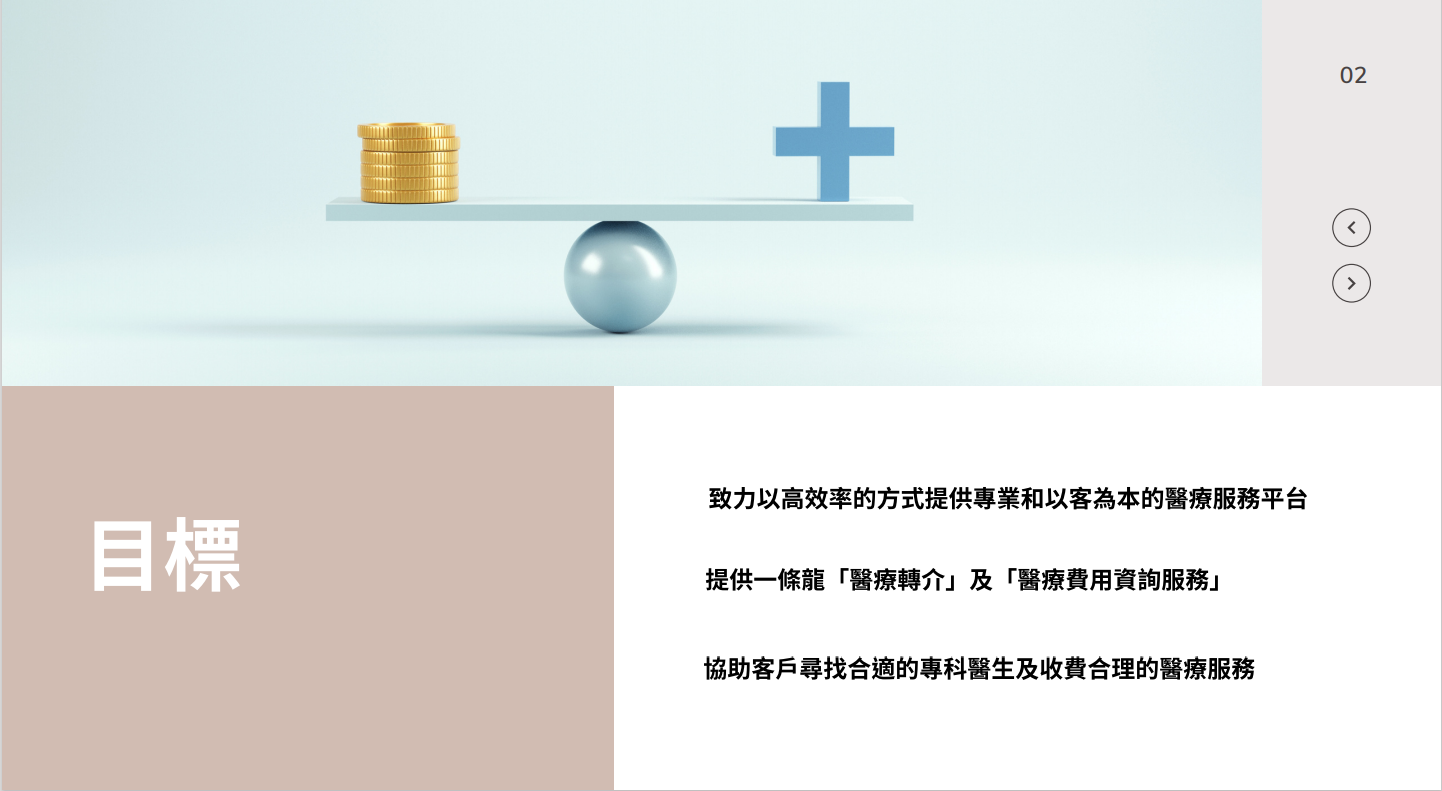 02
目標
致力以高效率的方式提供專業和以客為本的醫療服務平台
提供一條龍「醫療轉介」及「醫療費用資詢服務」
協助客戶尋找合適的專科醫生及收費合理的醫療服務